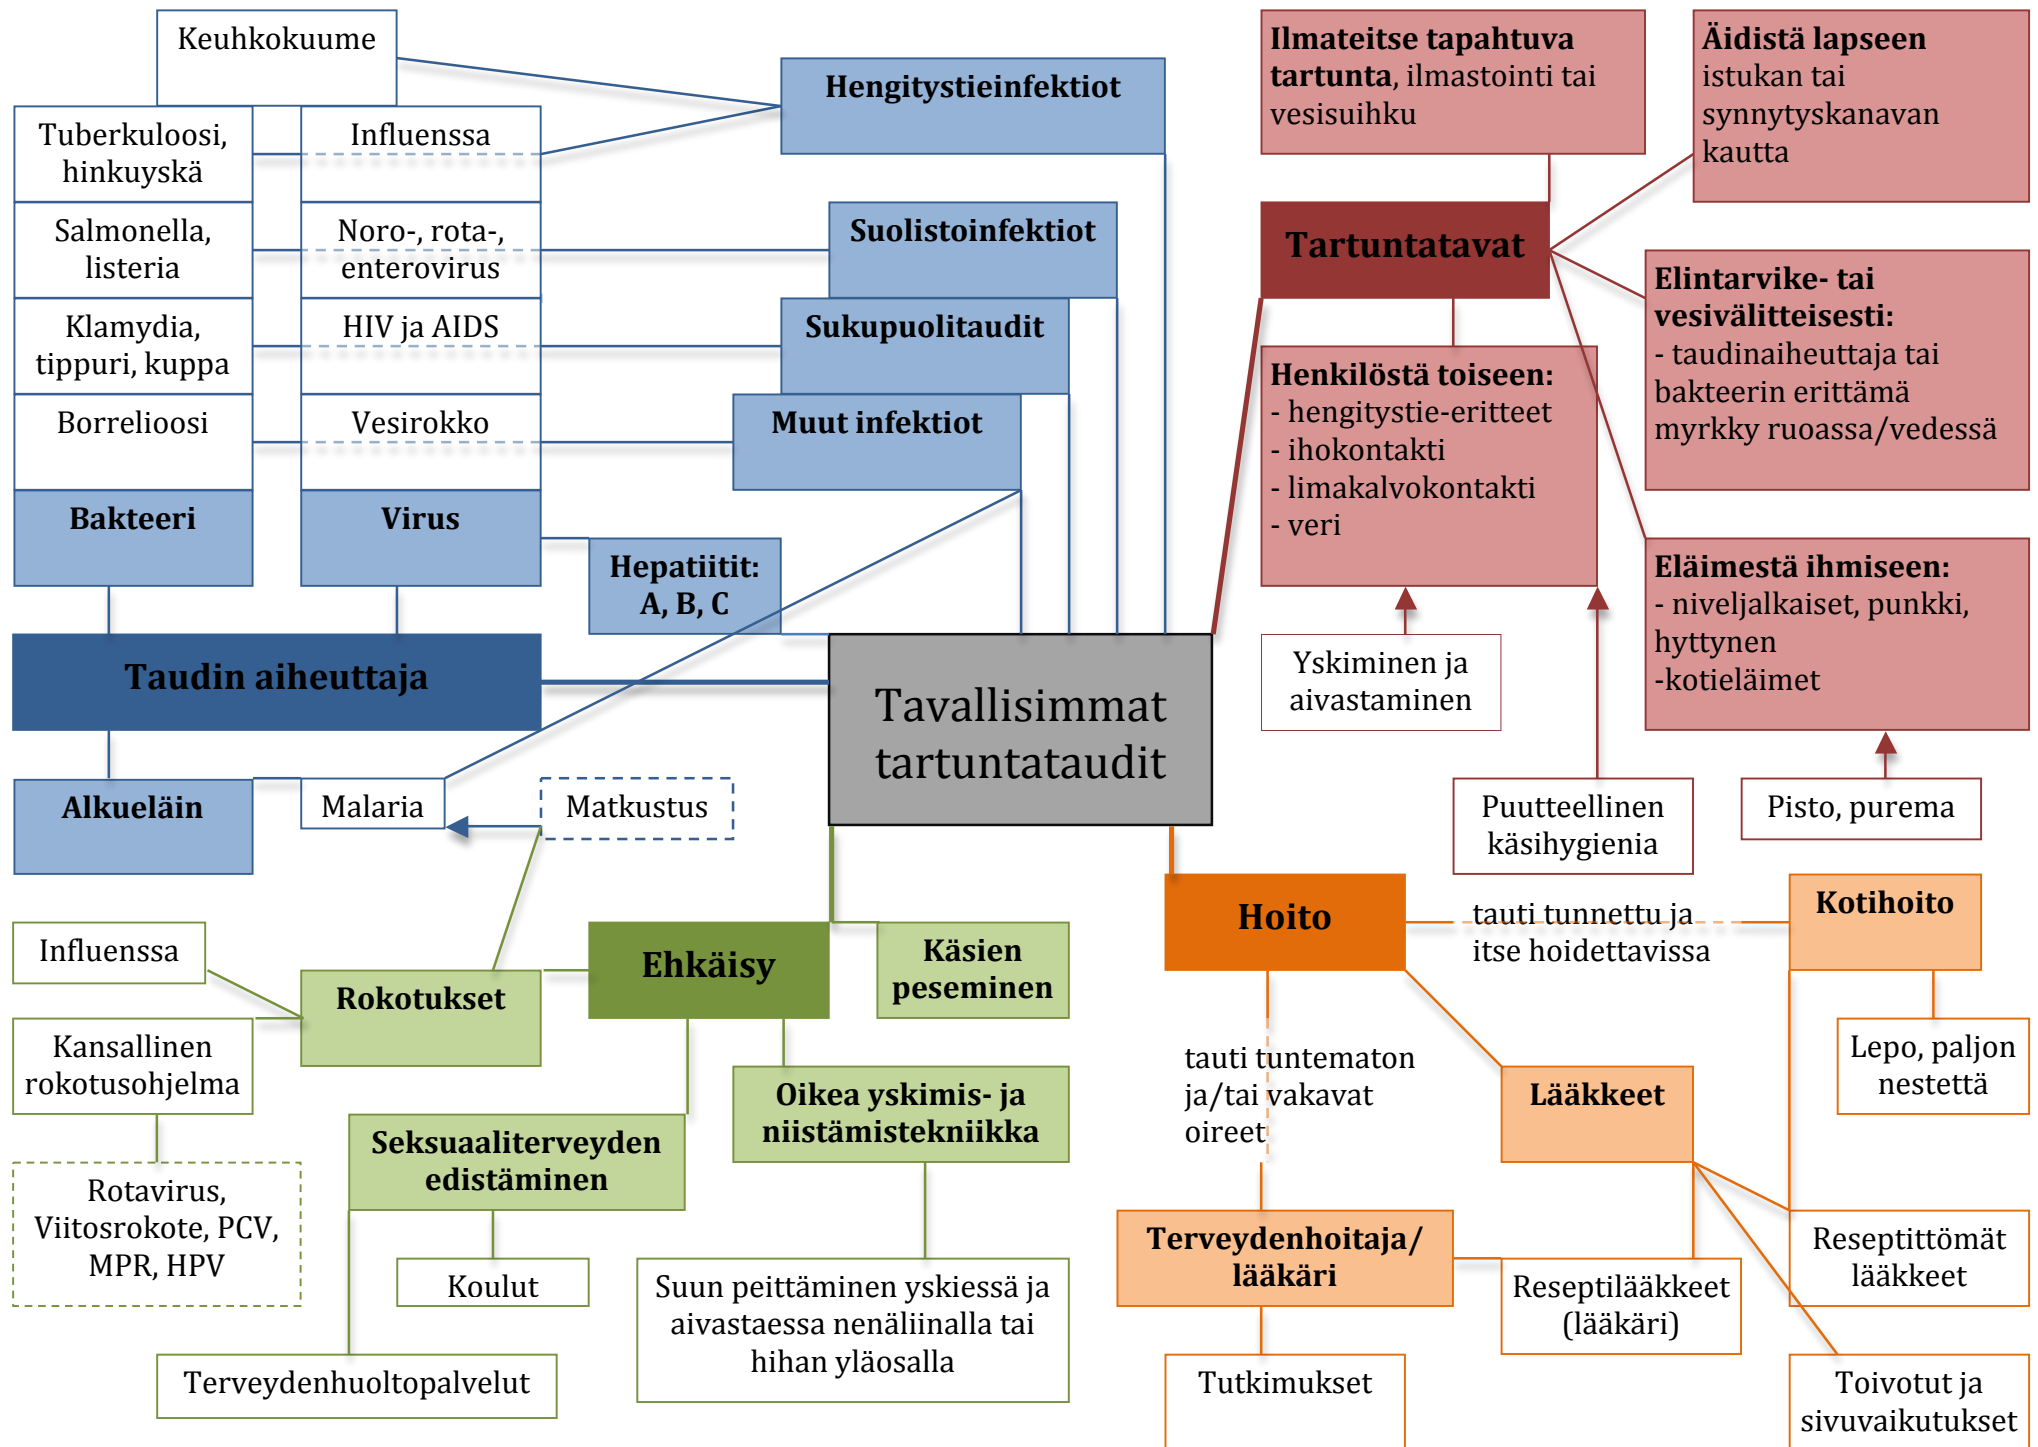 Keuhkokuume
Hengitystieinfektiot
Tuberkuloosi,
hinkuyskä
Influenssa
Salmonella,
listeria
Noro-, rota-,
enterovirus
Suolistoinfektiot
Klamydia,
tippuri, kuppa
HIV ja AIDS
Sukupuolitaudit
Borrelioosi
Vesirokko
Muut infektiot
Bakteeri
Virus
Hepatiitit:
A, B, C
Taudin aiheuttaja
Alkueläin
Malaria
Matkustus
Tavallisimmat
tartuntataudit
Ilmateitse tapahtuva
tartunta, ilmastointi tai
vesisuihku
Äidistä lapseen
istukan tai
synnytyskanavan
kautta
Tartuntatavat
Elintarvike- tai
vesivälitteisesti:
- taudinaiheuttaja tai
bakteerin erittämä
myrkky ruoassa/vedessä
Henkilöstä toiseen:
- hengitystie-eritteet
- ihokontakti
- limakalvokontakti
- veri
Eläimestä ihmiseen:
- niveljalkaiset, punkki,
hyttynen
-kotieläimet
Yskiminen ja
aivastaminen
Puutteellinen
käsihygienia
Pisto, purema
Influenssa
Rokotukset
Ehkäisy
Käsien
peseminen
Kansallinen
rokotusohjelma
Rotavirus,
Viitosrokote, PCV,
MPR, HPV
Seksuaaliterveyden
edistäminen
Oikea yskimis- ja
niistämistekniikka
Koulut
Terveydenhuoltopalvelut
Suun peittäminen yskiessä ja
aivastaessa nenäliinalla tai
hihan yläosalla
Hoito
tauti tunnettu ja
itse hoidettavissa
Kotihoito
Lepo, paljon
nestettä
tauti tuntematon
ja/tai vakavat
oireet
Lääkkeet
Terveydenhoitaja/
lääkäri
Reseptilääkkeet
(lääkäri)
Reseptittömät
lääkkeet
Tutkimukset
Toivotut ja
sivuvaikutukset